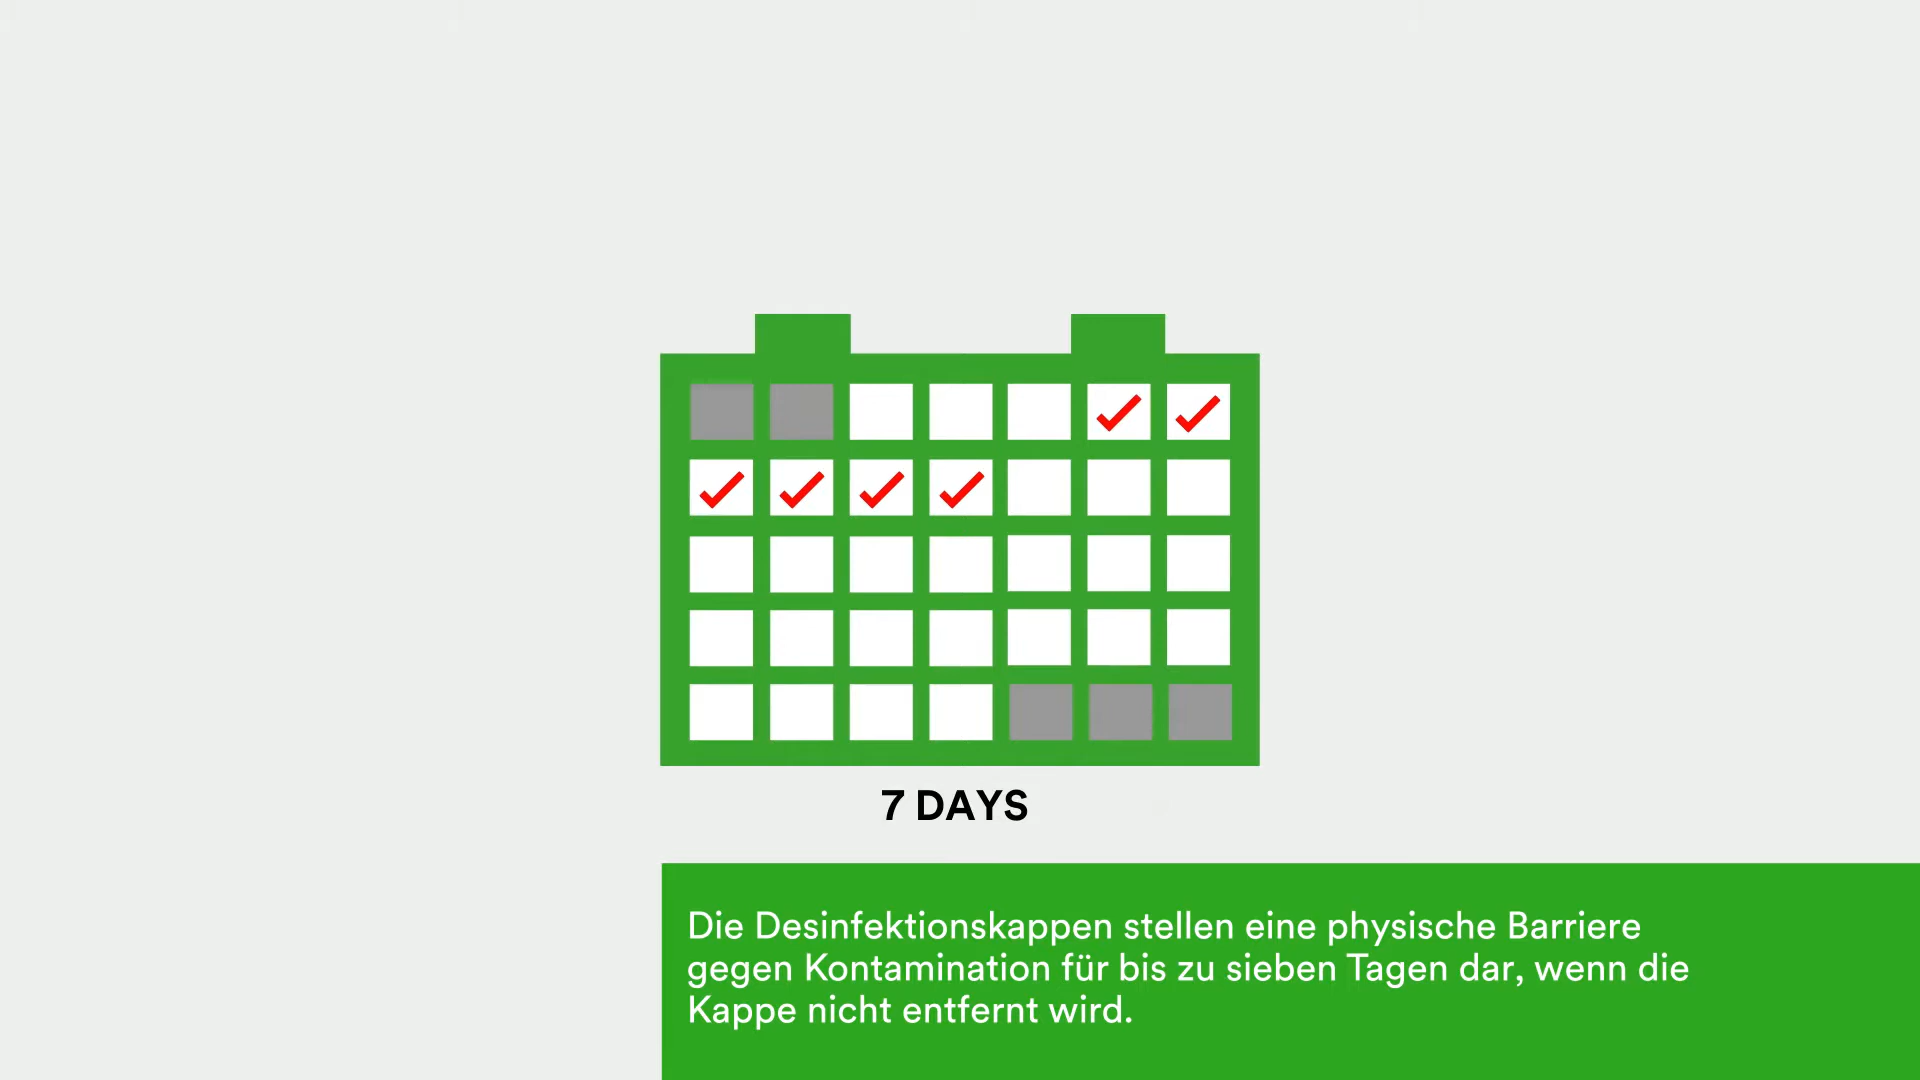 7 DAYS
Die Desinfektionskappen stellen eine physische Barriere
gegen Kontamination für bis zu sieben Tagen dar, wenn die
Kappe nicht entfernt wird.